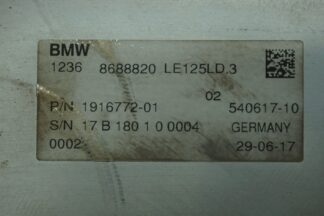 BMW
1236 8688820 LE125LD.3
02
P/N 1916772-01 540617-10
S/N 17 B 180 1 0 0004 GERMANY
0002 29-06-17